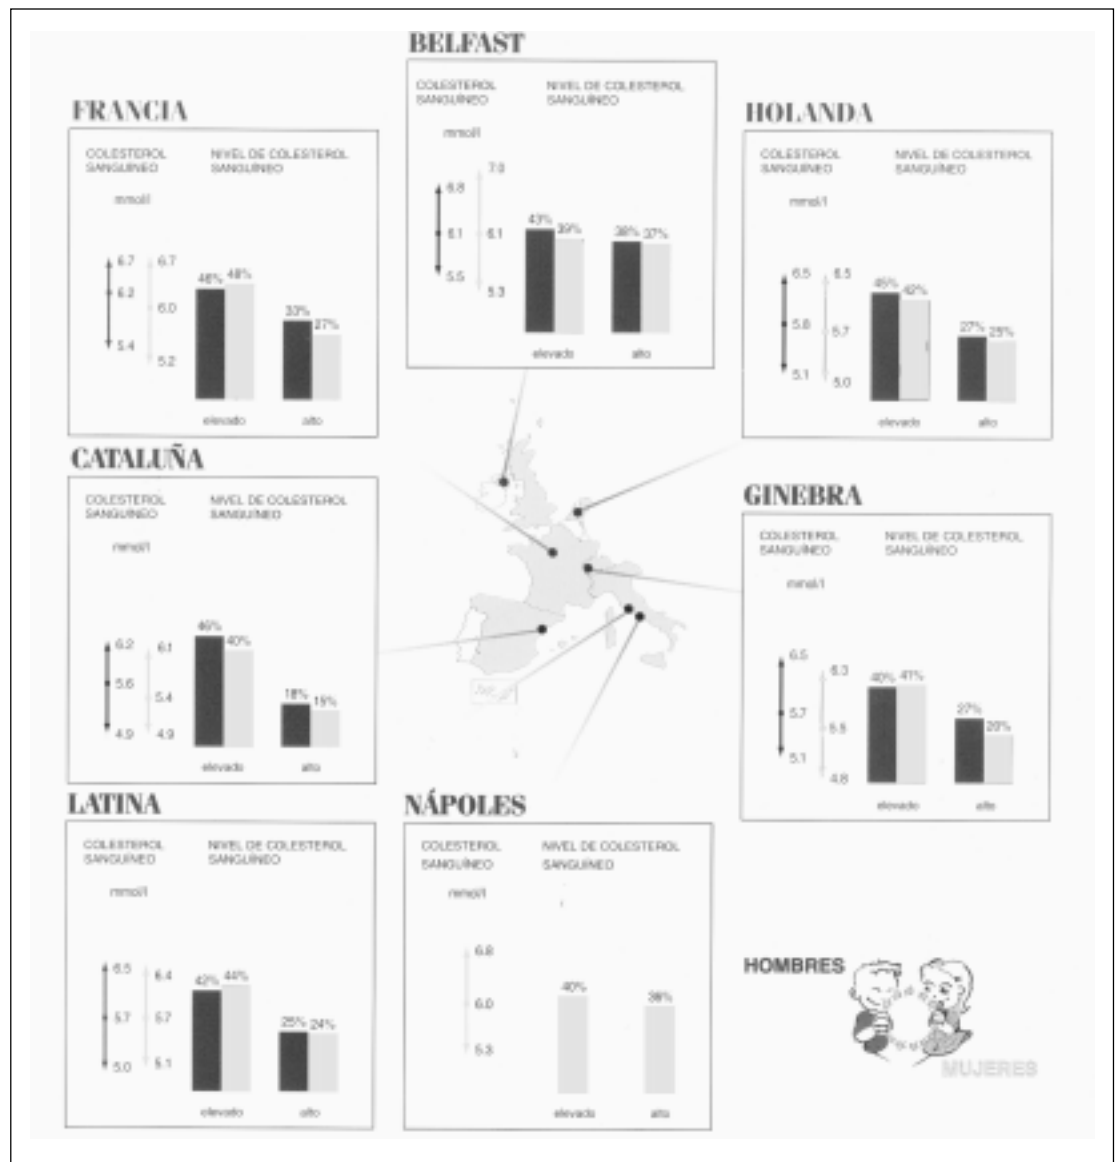 BELFAST
COLESTEROL NIVEL DE COLESTEROL
SANGUÍNEO SANGUÍNEO
mmol/l
7.0
6.8
6.1 6.1
5.5
5.3
43% 39% 38% 37%
elevado alto
FRANCIA
COLESTEROL NIVEL DE COLESTEROL
SANGUÍNEO SANGUÍNEO
mmol/l
6.7 6.7
6.2
6.0
5.4
5.2
46% 48% 33% 27%
elevado alto
HOLANDA
COLESTEROL NIVEL DE COLESTEROL
SANGUÍNEO SANGUÍNEO
mmol/l
6.5 6.5
5.8
5.7
5.1
5.0
45% 42% 27% 25%
elevado alto
CATALUÑA
COLESTEROL NIVEL DE COLESTEROL
SANGUÍNEO SANGUÍNEO
mmol/l
6.2 6.1
5.6
5.4
4.9 4.9
46% 40% 18% 15%
elevado alto
GINEBRA
COLESTEROL NIVEL DE COLESTEROL
SANGUÍNEO SANGUÍNEO
mmol/l
6.5
6.3
5.7
5.5
5.1
4.8
40% 41% 27% 20%
elevado alto
LATINA
COLESTEROL NIVEL DE COLESTEROL
SANGUÍNEO SANGUÍNEO
mmol/l
6.5 6.4
5.7 5.7
5.0 5.1
42% 44% 25% 24%
elevado alto
NÁPOLES
COLESTEROL NIVEL DE COLESTEROL
SANGUÍNEO SANGUÍNEO
mmol/l
6.8
6.0
5.3
40% 36%
elevado alto
HOMBRES
MUJERES